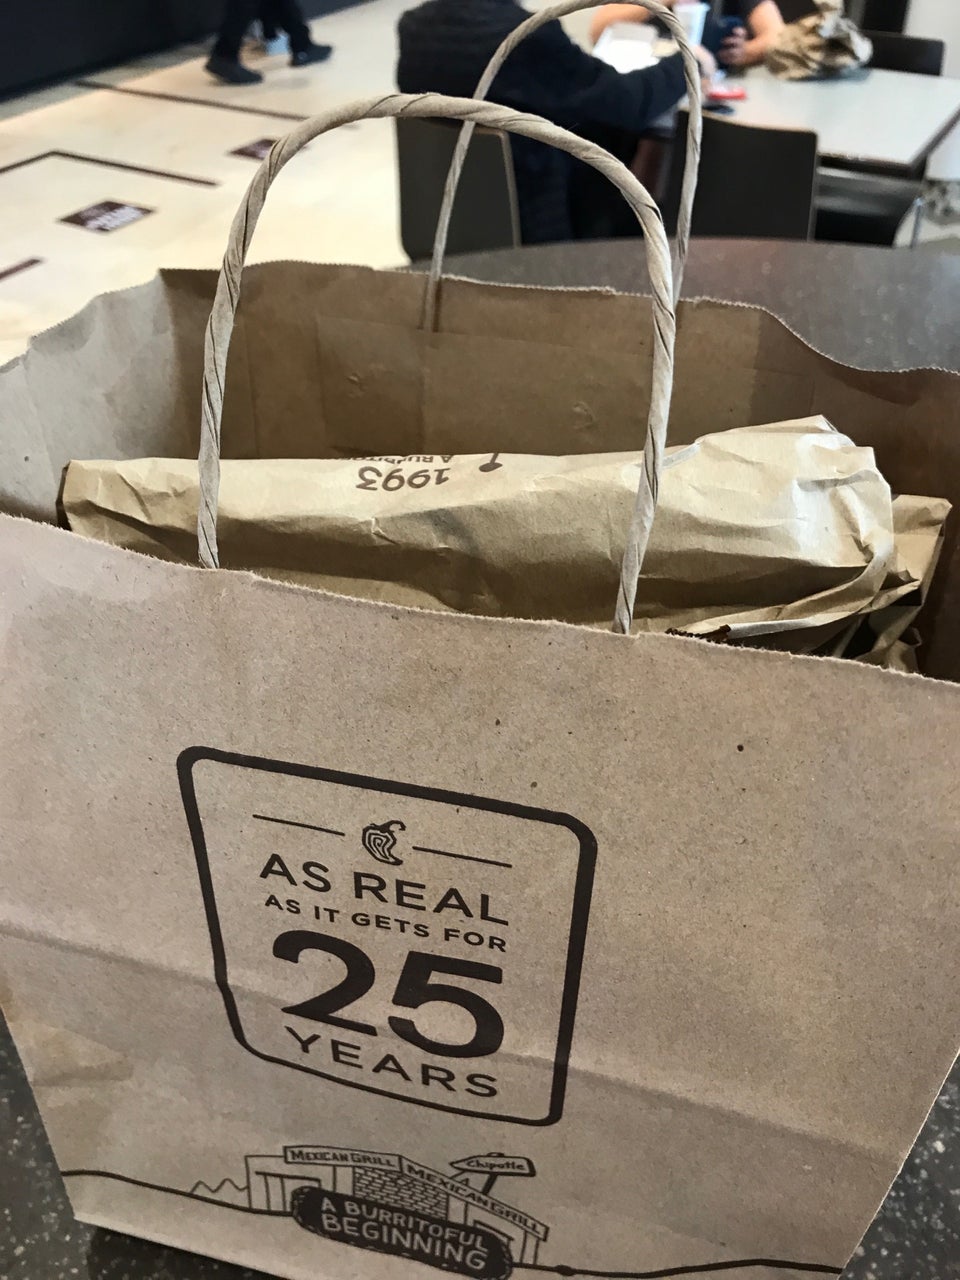 1993
AS REAL
AS IT GETS FOR
25
YEARS
MEXICAN GRILL
MEXICAN GRILL
Chipotle
A BURRITOFUL
BEGINNING